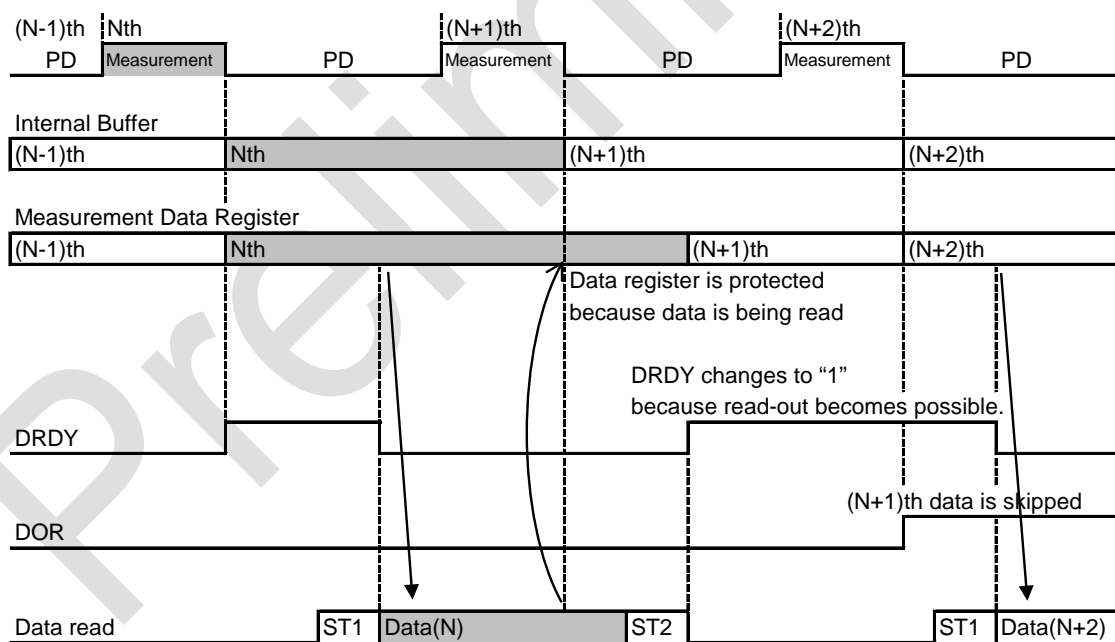 (N-1)th Nth (N+1)th (N+2)th
PD Measurement PD Measurement PD Measurement PD
Internal Buffer
(N-1)th Nth (N+1)th (N+2)th
Measurement Data Register
(N-1)th Nth (N+1)th (N+2)th
Data register is protected
because data is being read
DRDY changes to “1”
because read-out becomes possible.
DRDY
(N+1)th data is skipped
DOR
Data read ST1 Data(N) ST2 ST1 Data(N+2)
Prelim